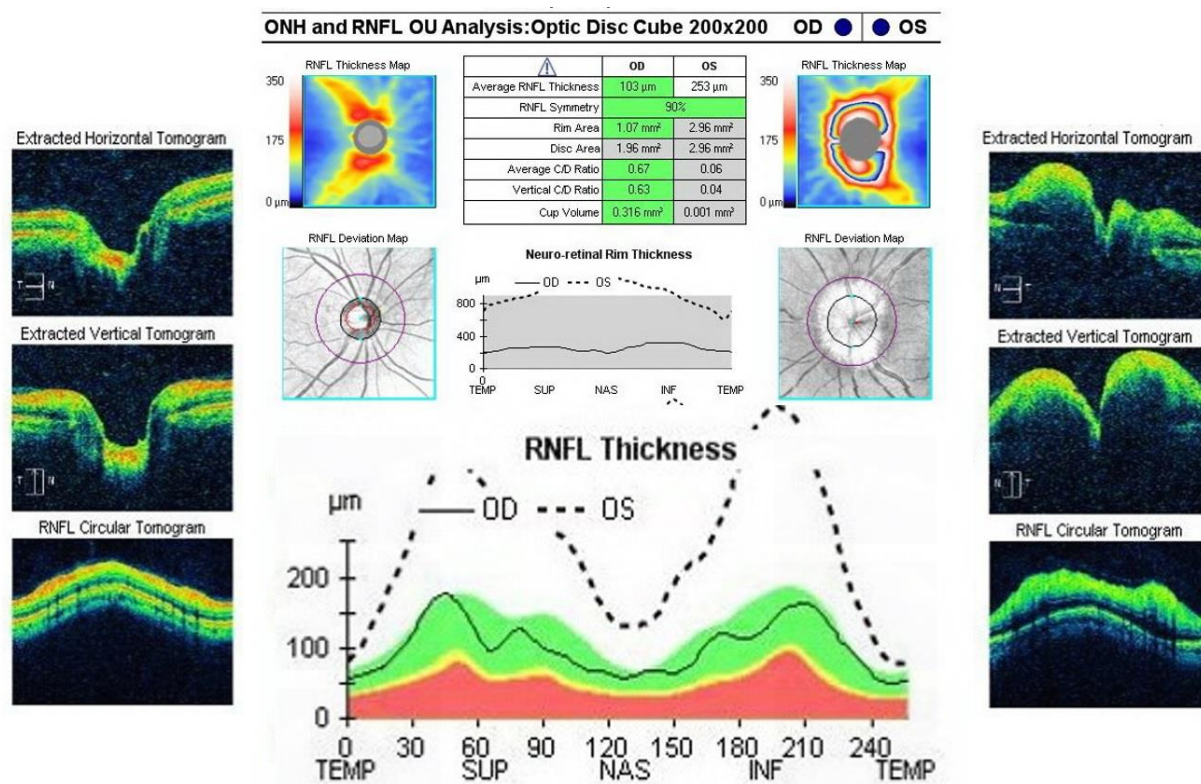 ONH and RNFL OU Analysis:Optic Disc Cube 200x200 OD OS
RNFL Thickness Map
350
175
0 μm
OD OS
Average RNFL Thickness 103 μm 253 μm
RNFL Symmetry 90%
Rim Area 1.07 mm² 2.96 mm²
Disc Area 1.96 mm² 2.96 mm²
Average C/D Ratio 0.67 0.06
Vertical C/D Ratio 0.63 0.04
Cup Volume 0.316 mm³ 0.001 mm³
RNFL Thickness Map
350
175
0 μm
Extracted Horizontal Tomogram
T N
Extracted Vertical Tomogram
T N
RNFL Circular Tomogram
RNFL Deviation Map
Neuro-retinal Rim Thickness
μm OD OS
800
400
0
0
TEMP SUP NAS INF TEMP
RNFL Deviation Map
RNFL Thickness
μm
OD OS
200
100
0
0 30 60 90 120 150 180 210 240
TEMP SUP NAS INF TEMP
Extracted Horizontal Tomogram
N T
Extracted Vertical Tomogram
N T
RNFL Circular Tomogram